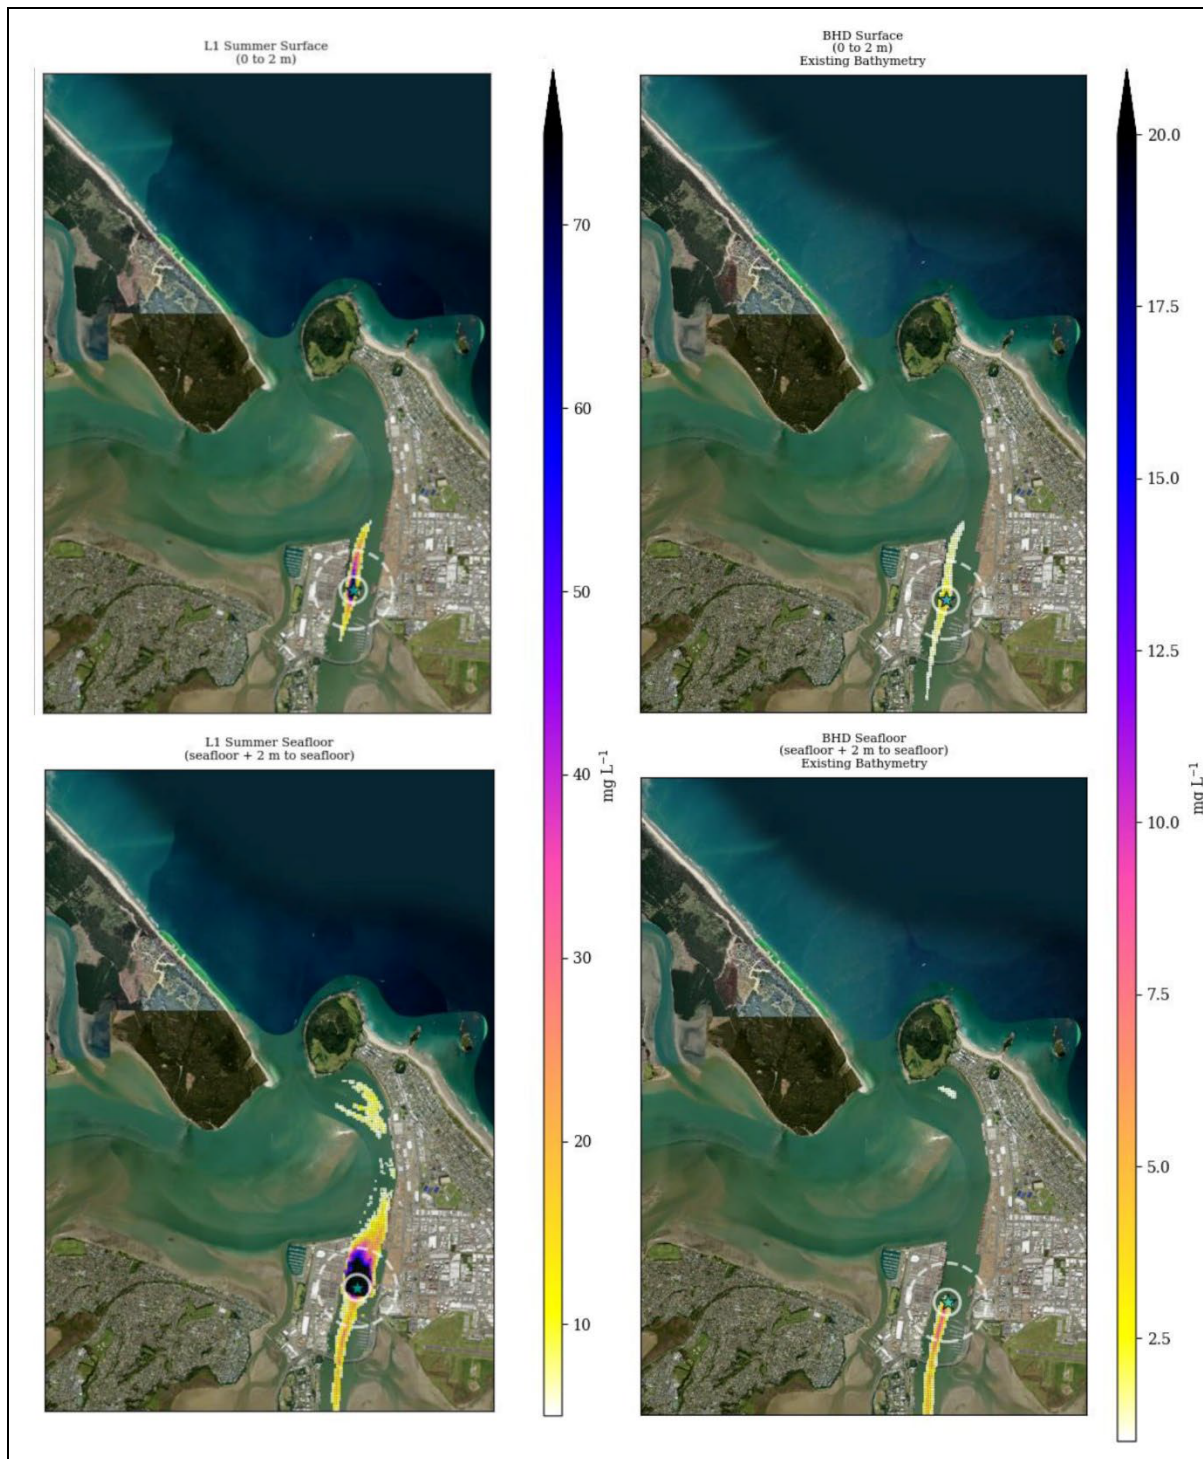 L1 Summer Surface
(0 to 2 m)
BHD Surface
(0 to 2 m)
Existing Bathymetry
70
60
50
40
30
20
10
mg L⁻¹
20.0
17.5
15.0
12.5
10.0
7.5
5.0
2.5
mg L⁻¹
L1 Summer Seafloor
(seafloor + 2 m to seafloor)
BHD Seafloor
(seafloor + 2 m to seafloor)
Existing Bathymetry